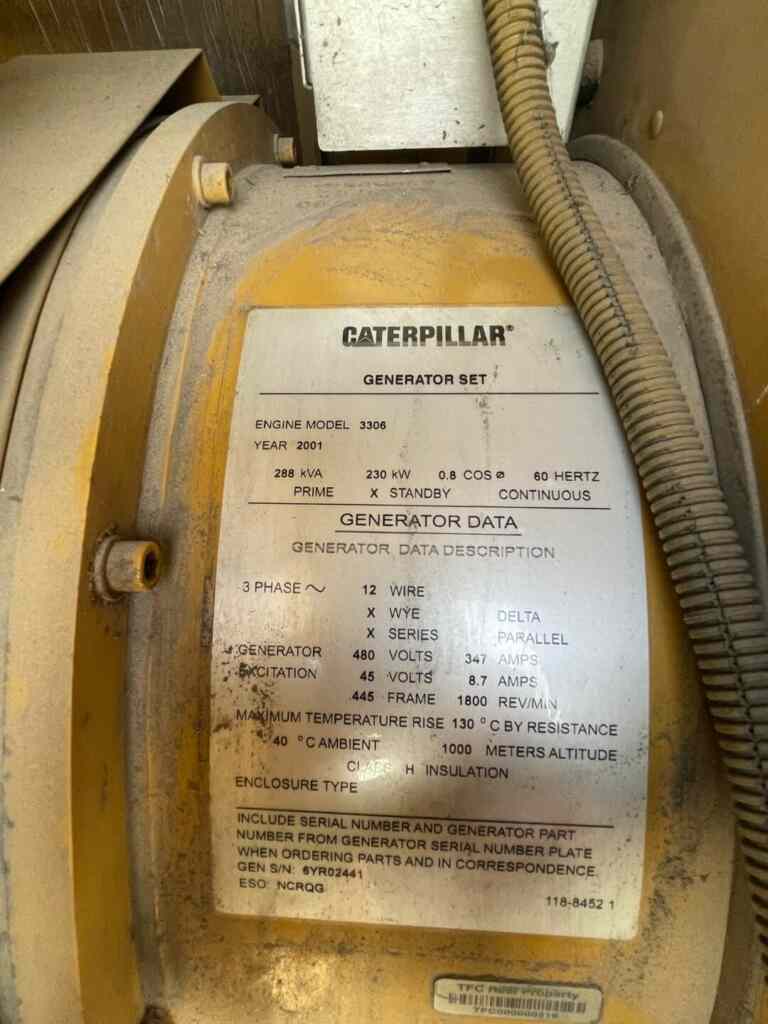 CATERPILLAR®
GENERATOR SET
ENGINE MODEL 3306
YEAR 2001
288 kVA 230 kW 0.8 COS ø 60 HERTZ
PRIME X STANDBY CONTINUOUS
GENERATOR DATA
GENERATOR DATA DESCRIPTION
3 PHASE ~ 12 WIRE
X WYE DELTA
X SERIES PARALLEL
GENERATOR 480 VOLTS 347 AMPS
EXCITATION 45 VOLTS 8.7 AMPS
445 FRAME 1800 REV/MIN
MAXIMUM TEMPERATURE RISE 130 °C BY RESISTANCE
40 °C AMBIENT 1000 METERS ALTITUDE
CLASS H INSULATION
ENCLOSURE TYPE
INCLUDE SERIAL NUMBER AND GENERATOR PART
NUMBER FROM GENERATOR SERIAL NUMBER PLATE
WHEN ORDERING PARTS AND IN CORRESPONDENCE.
GEN S/N: 6YR02441
ESO: NCRQG
118-8452 1
TFC Real Property